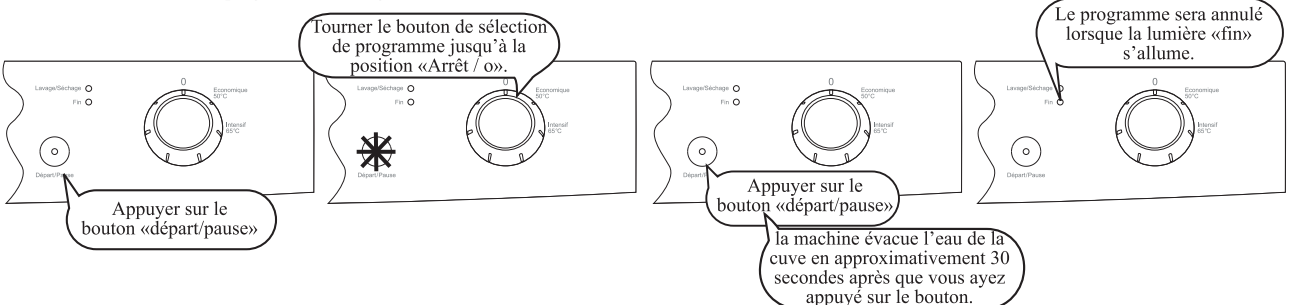 Lavage/Séchage
Fin
0
Economique
50°C
Intensif
65°C
Départ/Pause
Appuyer sur le
bouton «départ/pause»
Tourner le bouton de sélection
de programme jusqu’à la
position «Arrêt / o».
Lavage/Séchage
Fin
0
Economique
50°C
Intensif
65°C
Départ/Pause
Lavage/Séchage
Fin
0
Economique
50°C
Intensif
65°C
Appuyer sur le
bouton «départ/pause»
la machine évacue l’eau de la
cuve en approximativement 30
secondes après que vous ayez
appuyé sur le bouton.
Le programme sera annulé
lorsque la lumière «fin»
s’allume.
Lavage/Séchage
Fin
0
Economique
50°C
Intensif
65°C
Départ/Pause